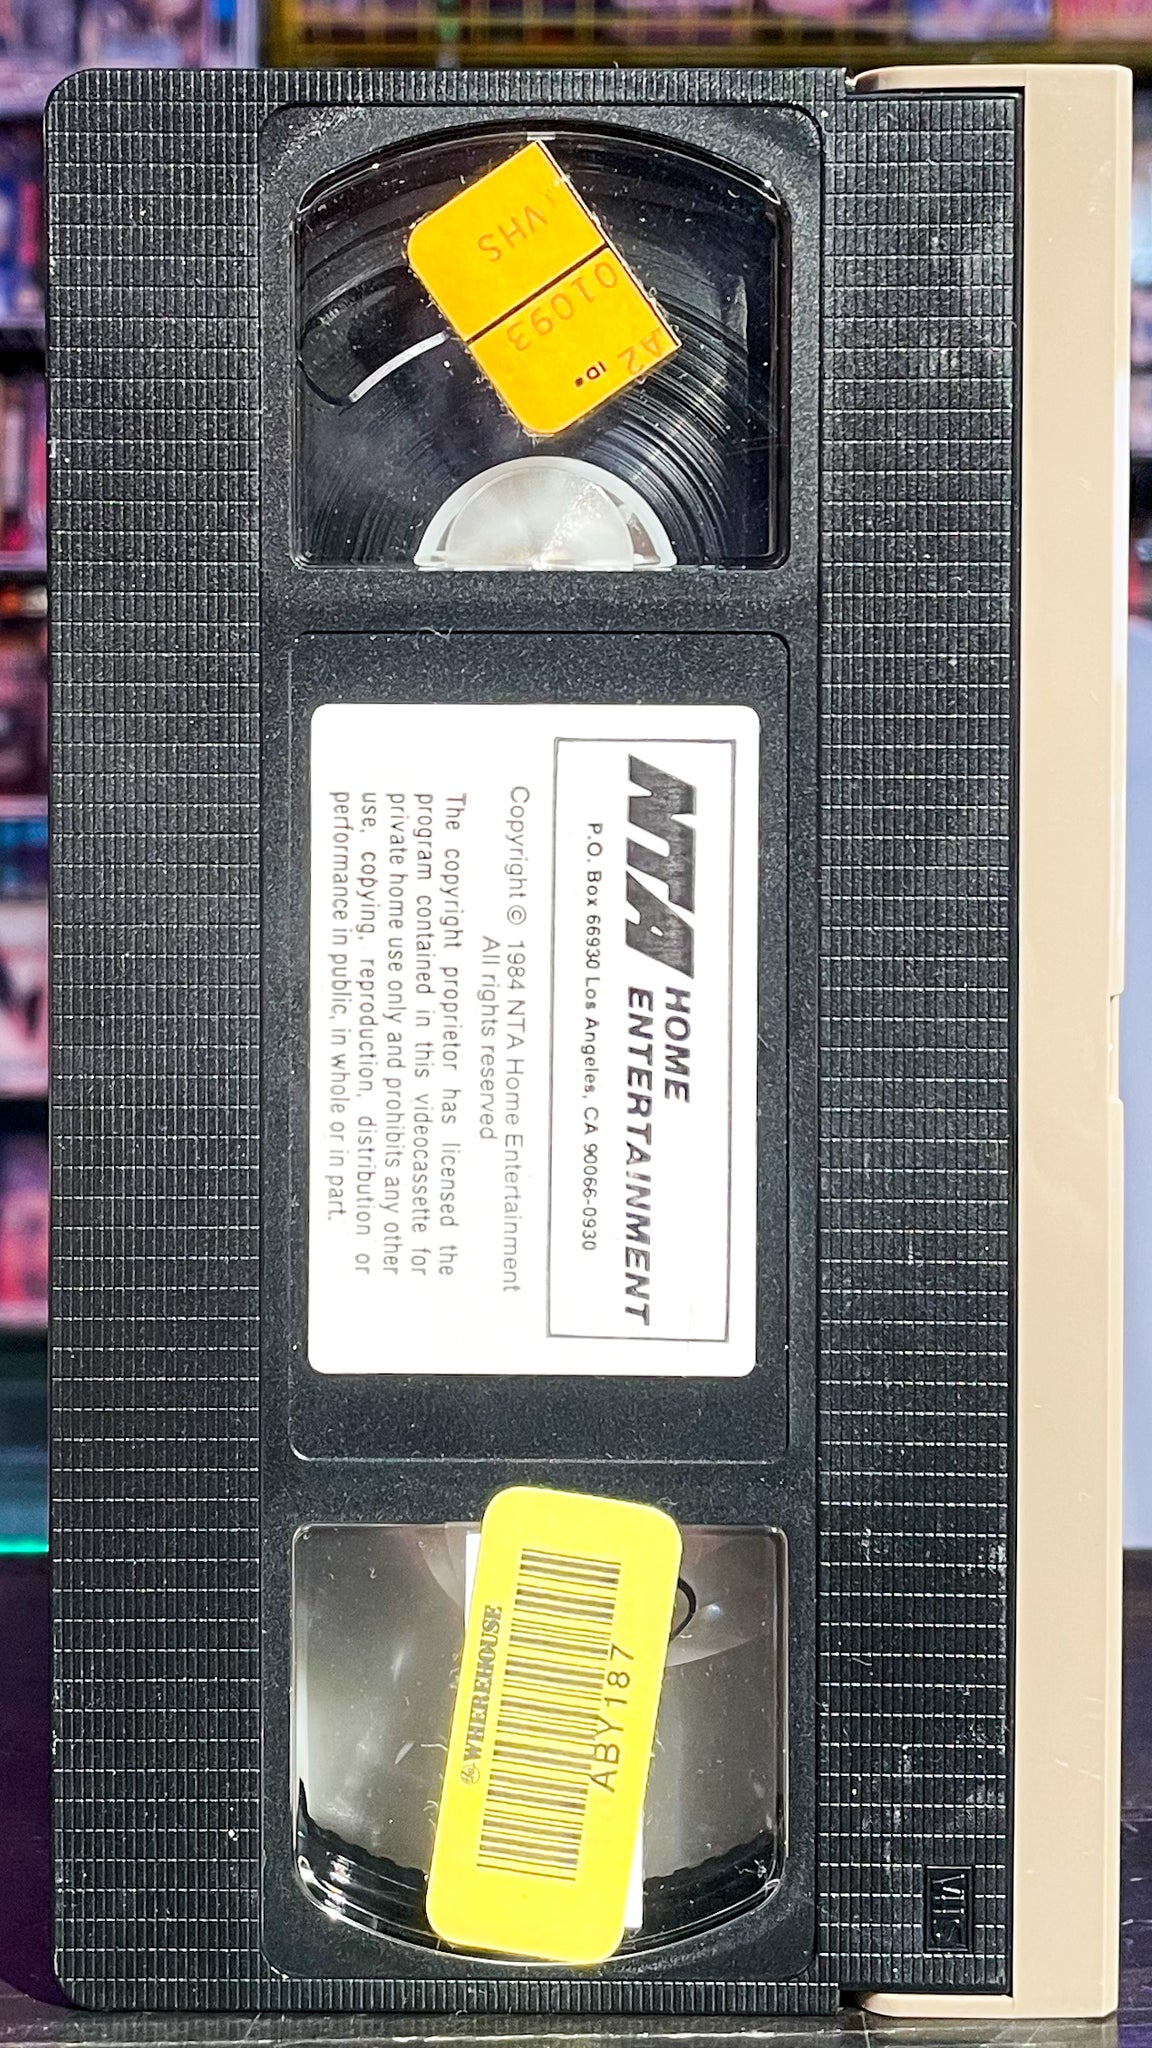 VHS
01093
A2 ID#
NTA HOME
ENTERTAINMENT
P.O. Box 66930 Los Angeles, CA 90066-0930
Copyright © 1984 NTA Home Entertainment
All rights reserved
The copyright proprietor has licensed the
program contained in this videocassette for
private home use only and prohibits any other
use, copying, reproduction, distribution or
performance in public, in whole or in part.
ABY187
WHEREHOUSE
VHS